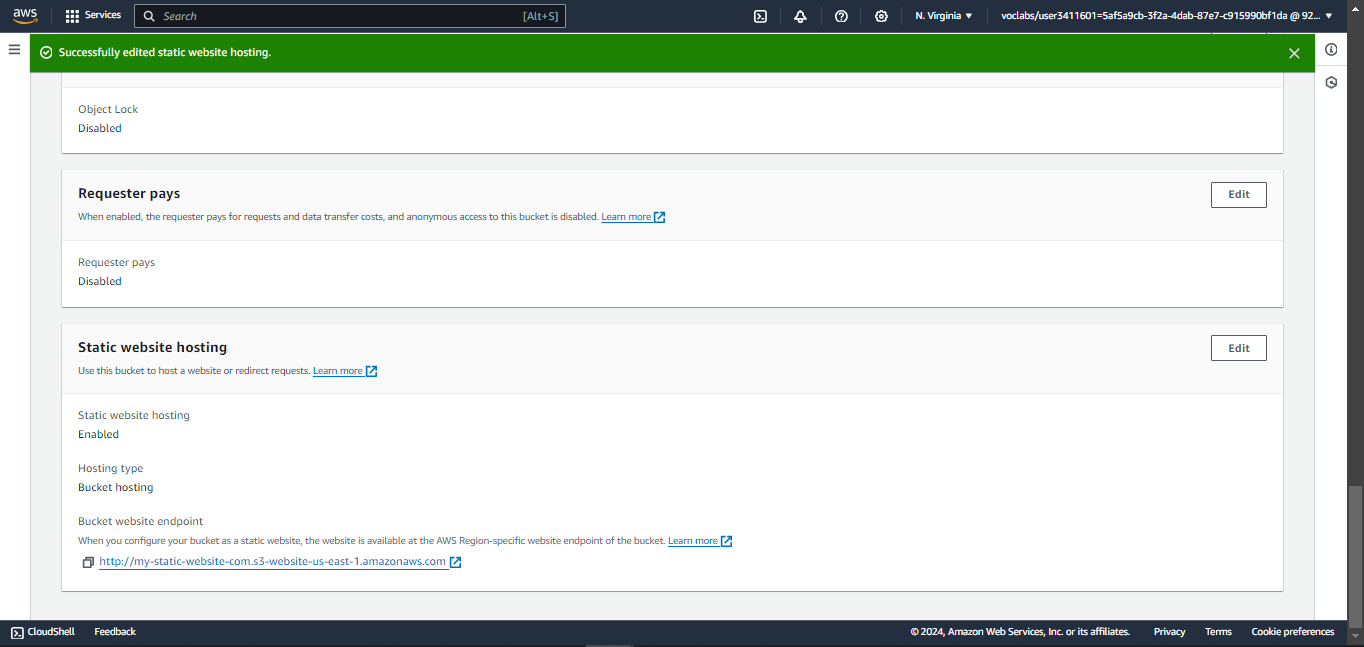 aws Services Search [Alt+S] N. Virginia voclabs/user3411601=5af5a9cb-3f2a-4dab-87e7-c915990bf1da @ 92...
Successfully edited static website hosting.
Object Lock
Disabled
Requester pays
Edit
When enabled, the requester pays for requests and data transfer costs, and anonymous access to this bucket is disabled. Learn more
Requester pays
Disabled
Static website hosting
Edit
Use this bucket to host a website or redirect requests. Learn more
Static website hosting
Enabled
Hosting type
Bucket hosting
Bucket website endpoint
When you configure your bucket as a static website, the website is available at the AWS Region-specific website endpoint of the bucket. Learn more
http://my-static-website-com.s3-website-us-east-1.amazonaws.com
CloudShell Feedback © 2024, Amazon Web Services, Inc. or its affiliates. Privacy Terms Cookie preferences